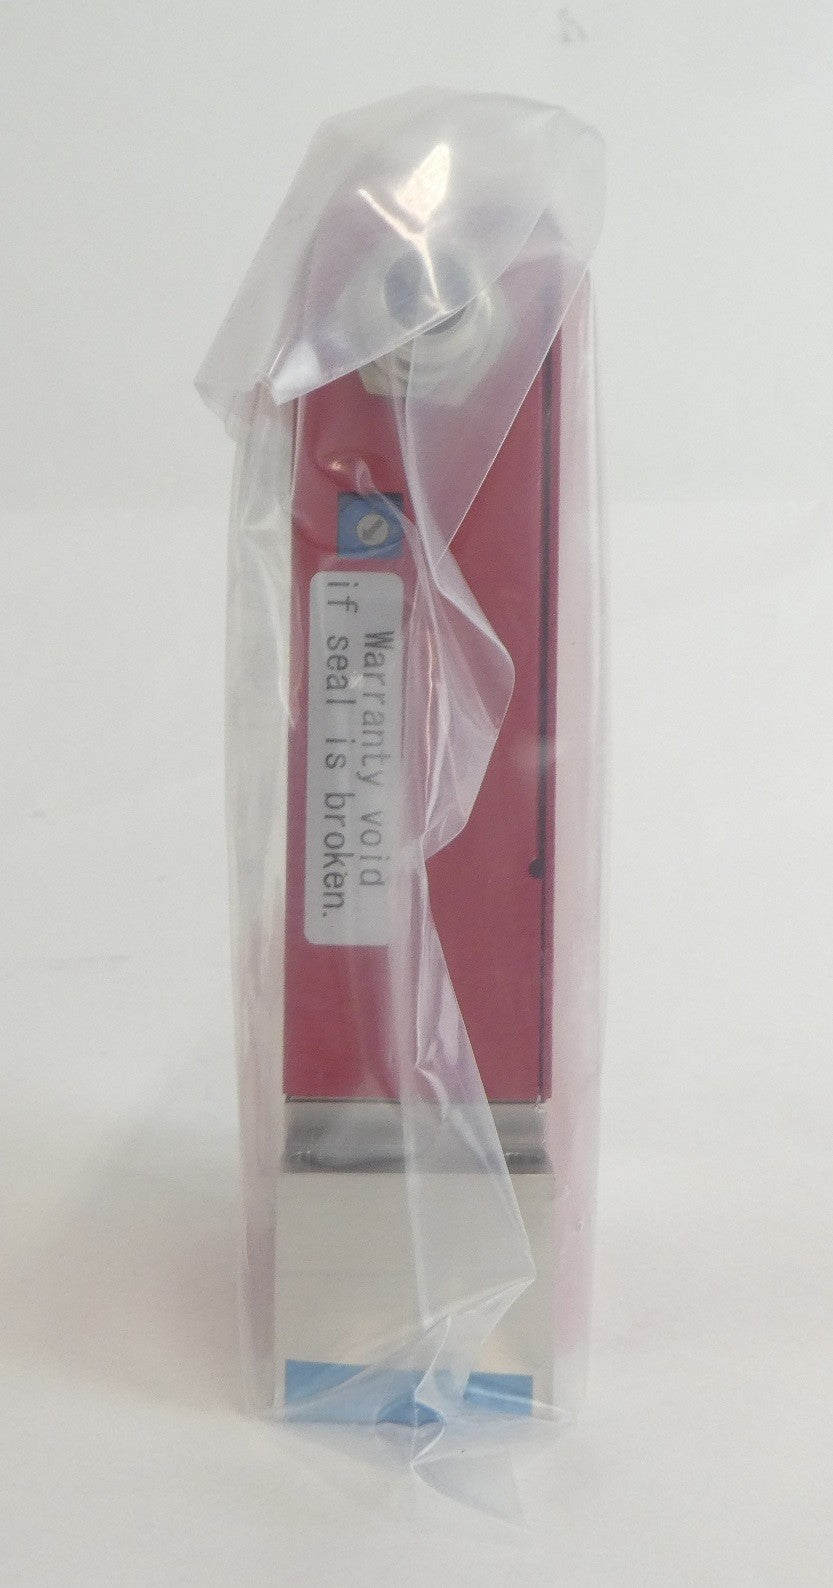 Warranty void
if seal is broken.